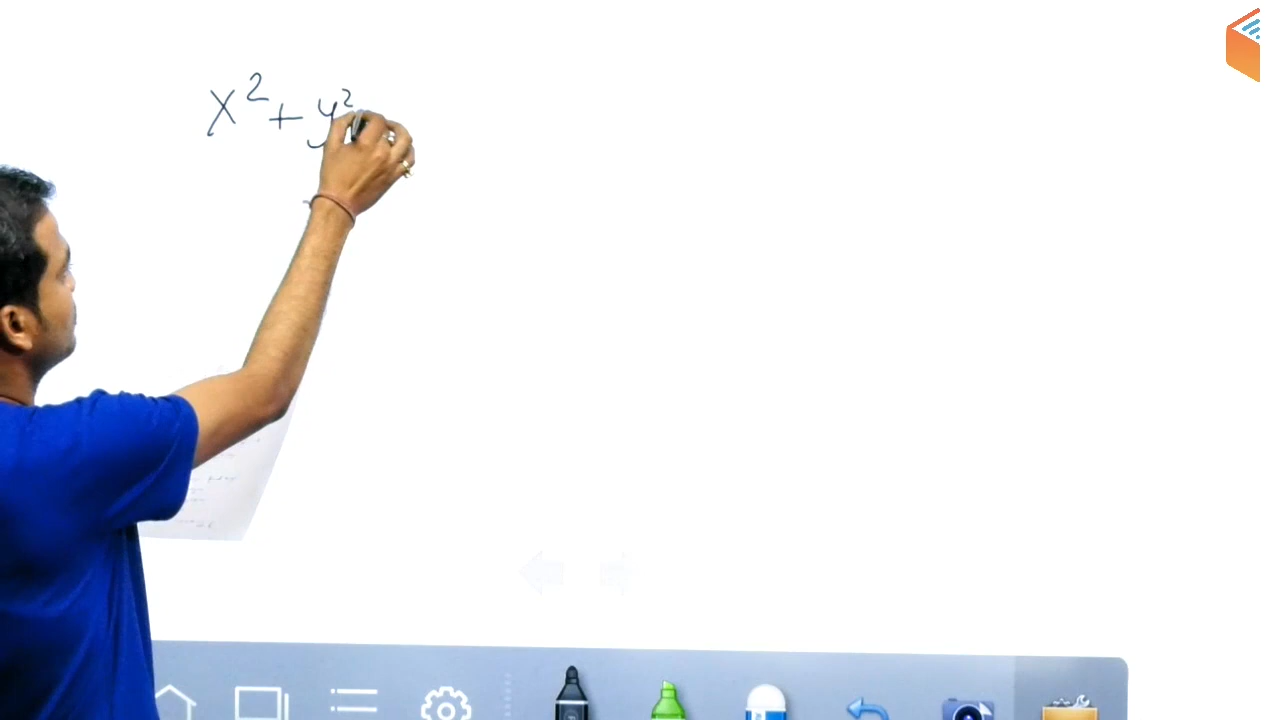 x² + y²